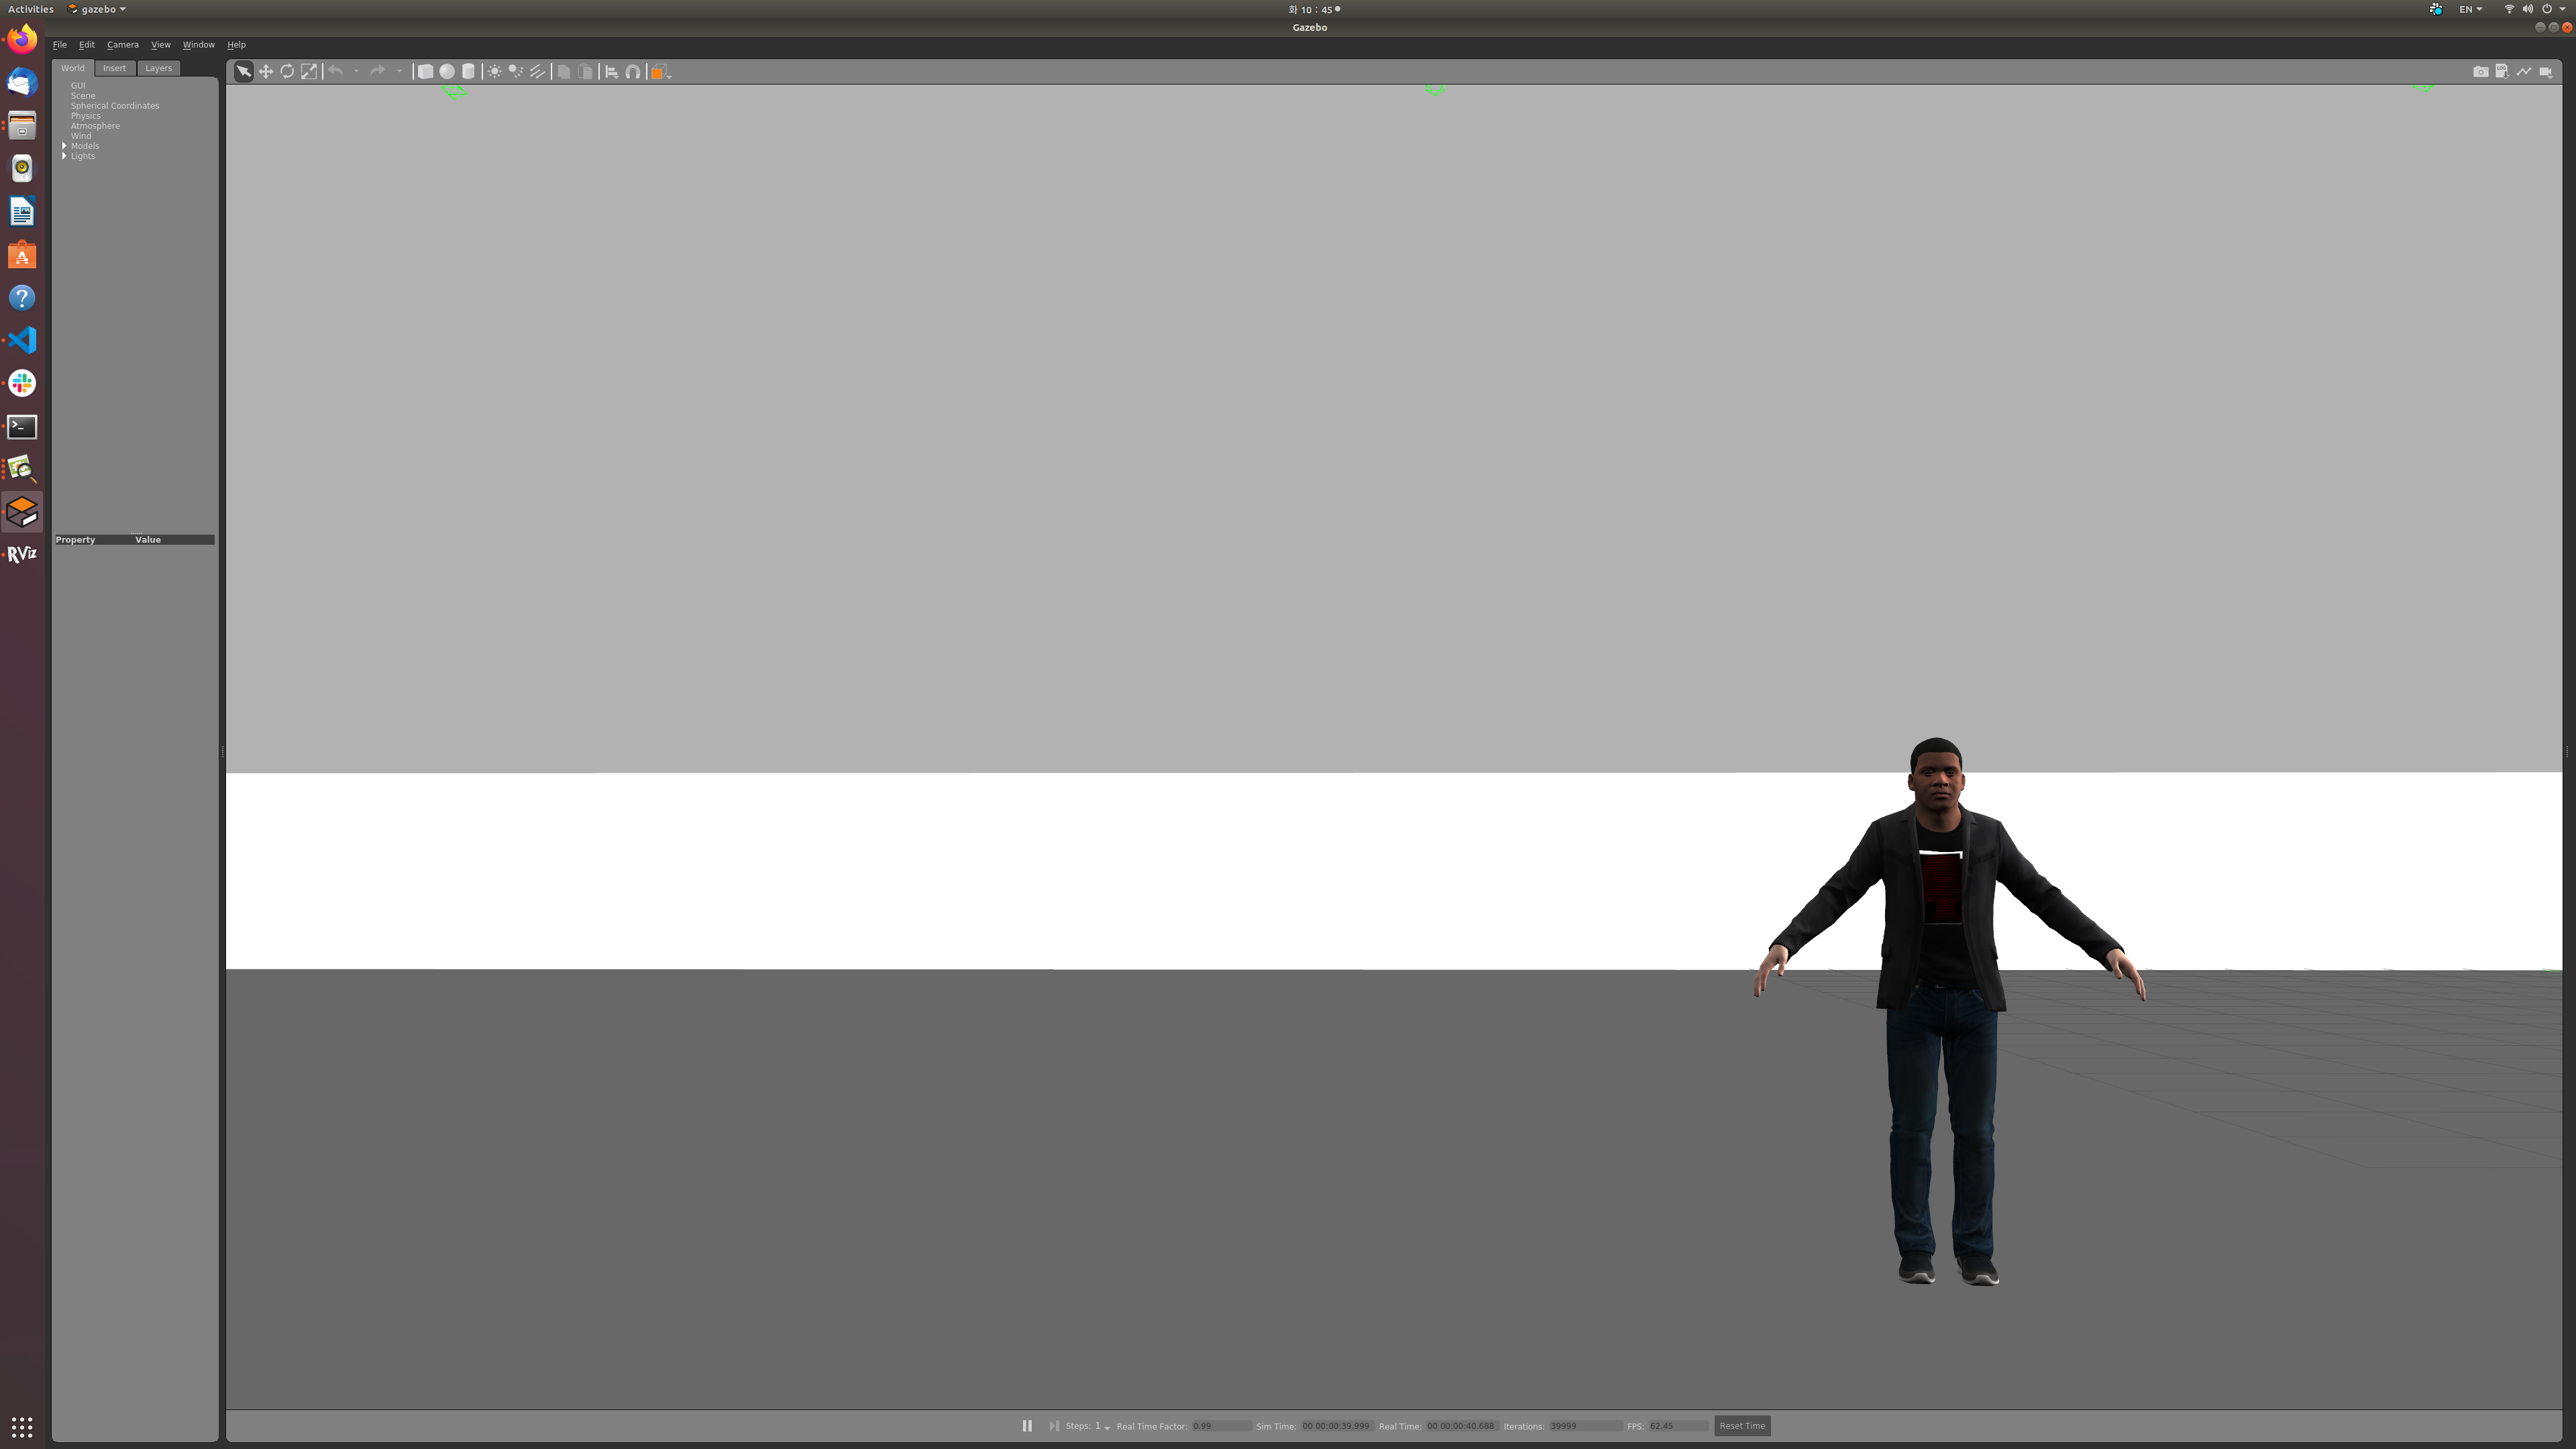 Activities gazebo 화 10 : 45 EN
Gazebo
File Edit Camera View Window Help
World Insert Layers
GUI
Scene
Spherical Coordinates
Physics
Atmosphere
Wind
Models
Lights
Property Value
RViz
Steps: 1 Real Time Factor: 0.99 Sim Time: 00 00:00:39.999 Real Time: 00 00:00:40.688 Iterations: 39999 FPS: 62.45 Reset Time